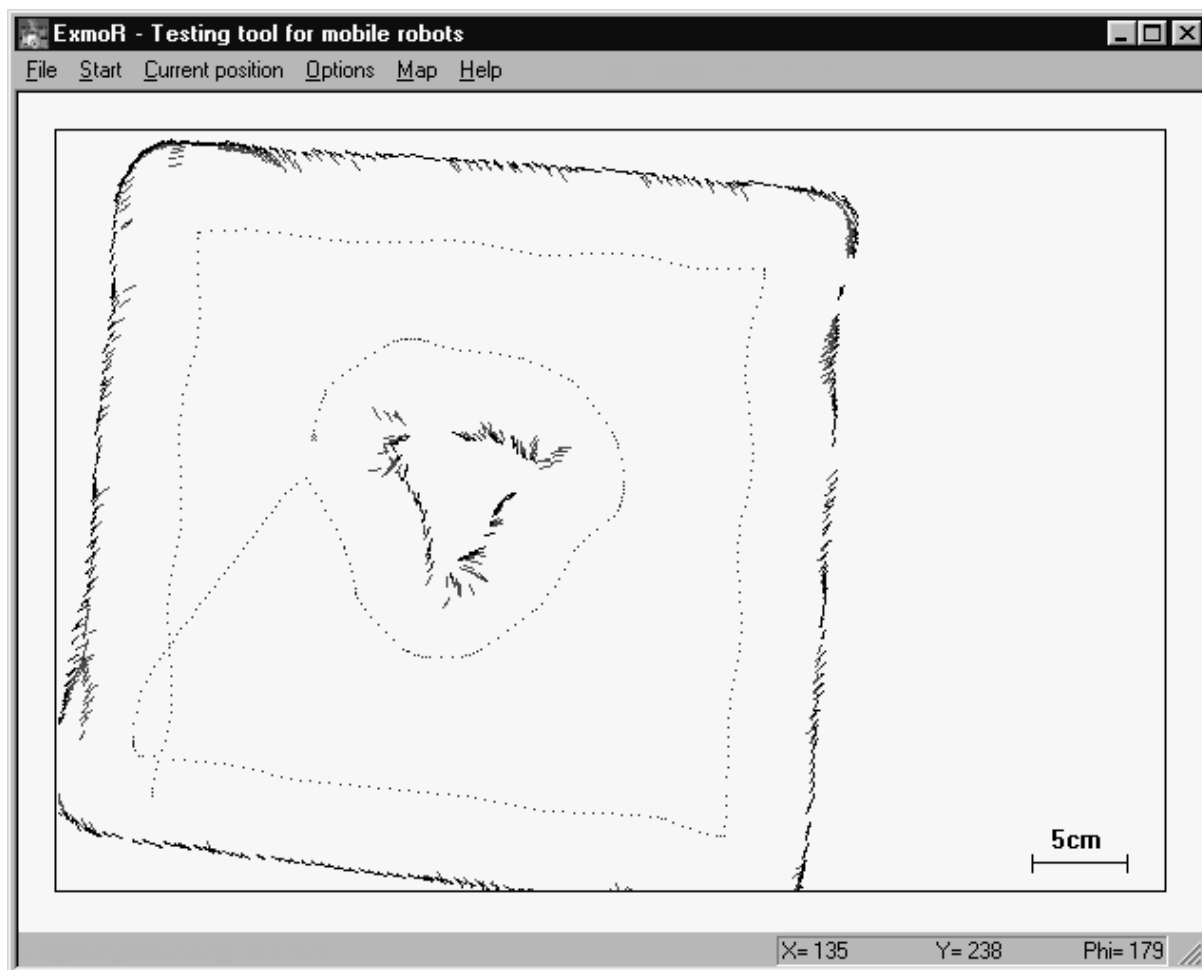 ExmoR - Testing tool for mobile robots
File Start Current position Options Map Help
5cm
X= 135 Y= 238 Phi= 179